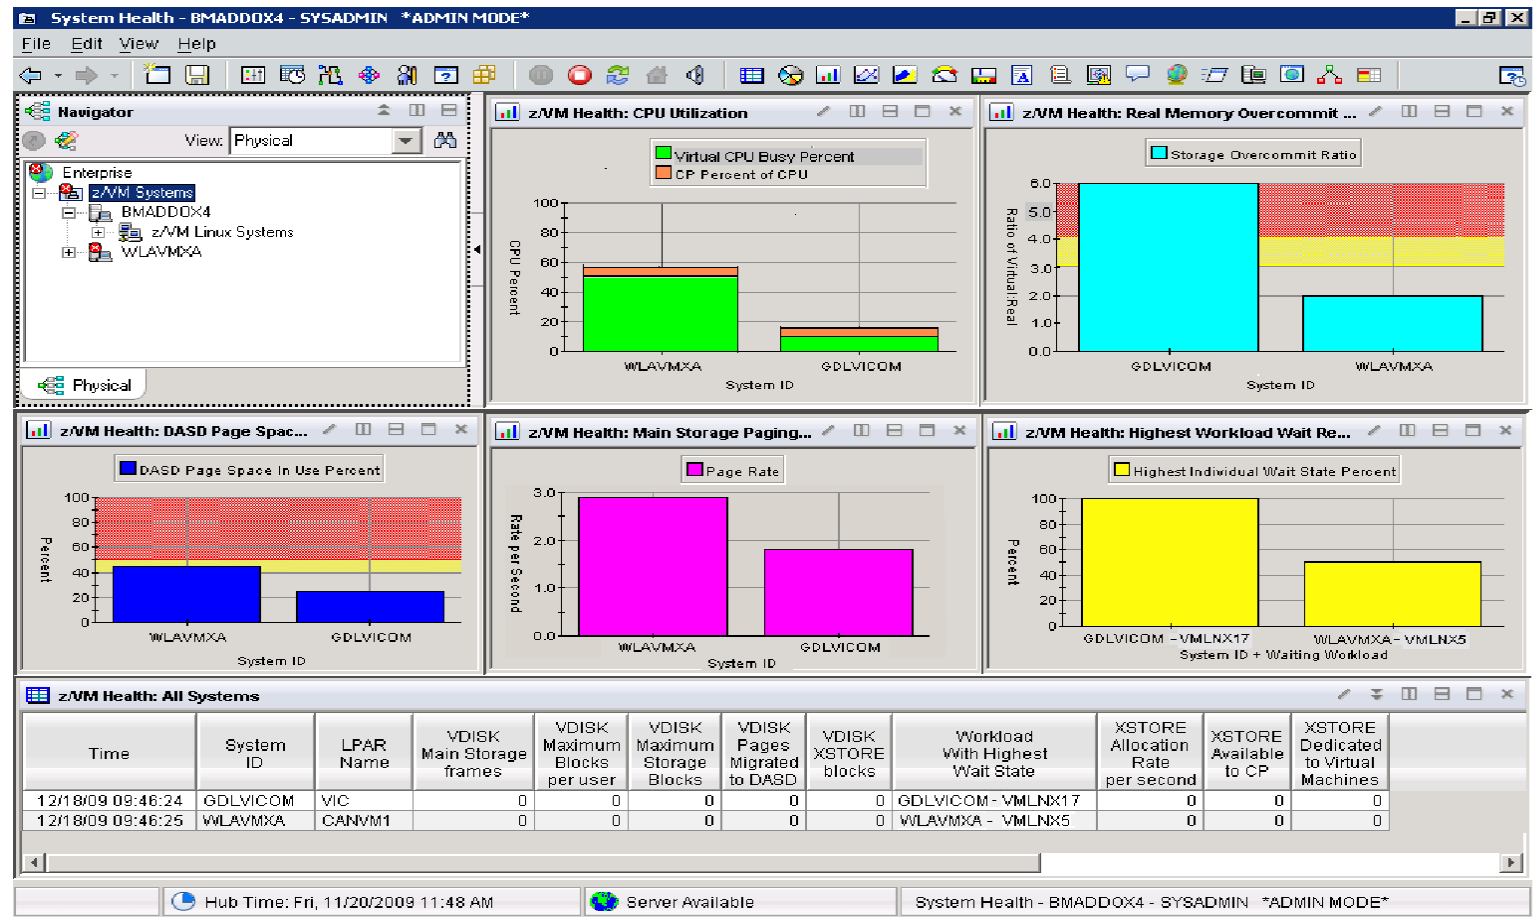 System Health - BMADDOX4 - SYSADMIN *ADMIN MODE*
File Edit View Help
Navigator
View: Physical
Enterprise
z/VM Systems
BMADDOX4
z/VM Linux Systems
WLAVMXA
Physical
z/VM Health: CPU Utilization
Virtual CPU Busy Percent
CP Percent of CPU
CPU Percent
100
80
60
40
20
0
WLAVMXA GDLVICOM
System ID
z/VM Health: Real Memory Overcommit ...
Storage Overcommit Ratio
Ratio of Virtual:Real
6.0
5.0
4.0
3.0
2.0
1.0
0.0
GDLVICOM WLAVMXA
System ID
z/VM Health: DASD Page Spac...
DASD Page Space In Use Percent
Percent
100
80
60
40
20
0
WLAVMXA GDLVICOM
System ID
z/VM Health: Main Storage Paging...
Page Rate
Rate per Second
3.0
2.0
1.0
0.0
WLAVMXA GDLVICOM
System ID
z/VM Health: Highest Workload Wait Re...
Highest Individual Wait State Percent
Percent
100
80
60
40
20
0
GDLVICOM - VMLNX17 WLAVMXA - VMLNX5
System ID + Waiting Workload
z/VM Health: All Systems
Time
System
ID
LPAR
Name
VDISK
Main Storage
frames
VDISK
Maximum
Blocks
per user
VDISK
Maximum
Storage
Blocks
VDISK
Pages
Migrated
to DASD
VDISK
XSTORE
blocks
Workload
With Highest
Wait State
XSTORE
Allocation
Rate
per second
XSTORE
Available
to CP
XSTORE
Dedicated
to Virtual
Machines
12/18/09 09:46:24 GDLVICOM VIC 0 0 0 0 0 GDLVICOM - VMLNX17 0 0 0
12/18/09 09:46:25 WLAVMXA CANVM1 0 0 0 0 0 WLAVMXA - VMLNX5 0 0 0
Hub Time: Fri, 11/20/2009 11:48 AM
Server Available
System Health - BMADDOX4 - SYSADMIN *ADMIN MODE*